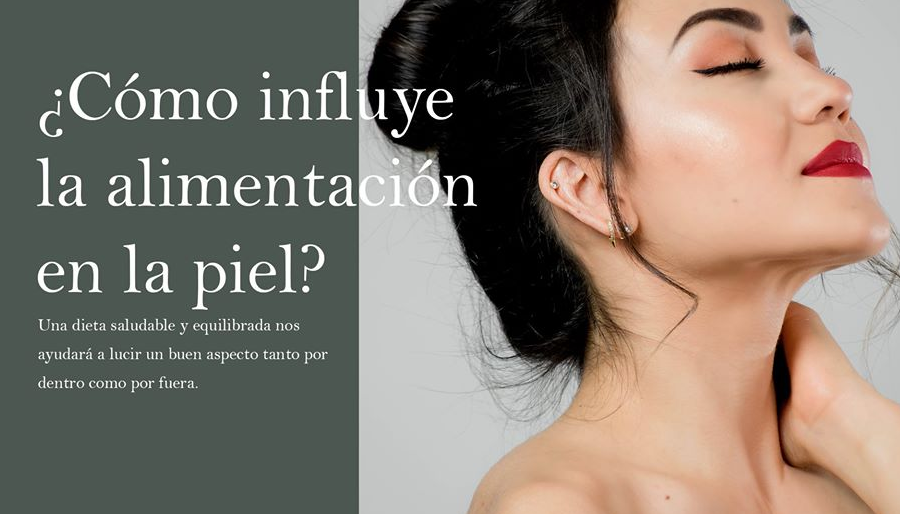 ¿Cómo influye
la alimentación
en la piel?
Una dieta saludable y equilibrada nos
ayudará a lucir un buen aspecto tanto por
dentro como por fuera.